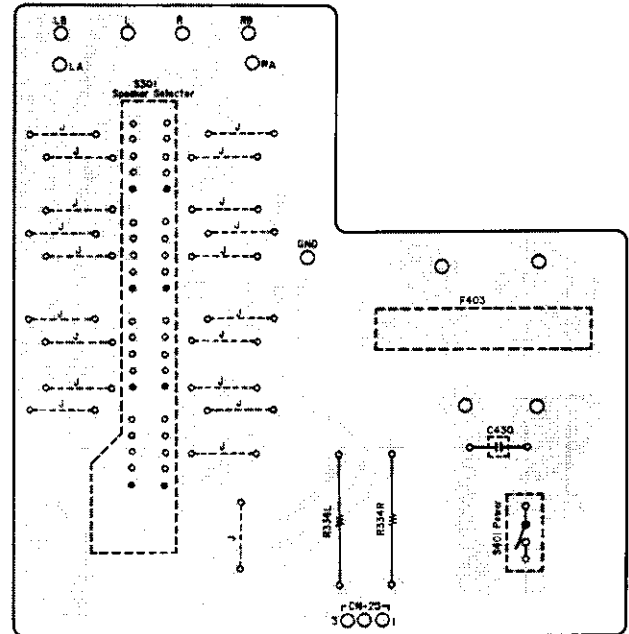 LB L R RB
LA RA
S301
Speaker Selector
J J
J J
J J
J J
J J
GND
F403
J J
J J
J J
J J
C430
J
R334L
R334R
S401 Power
J
CN-25
3 1